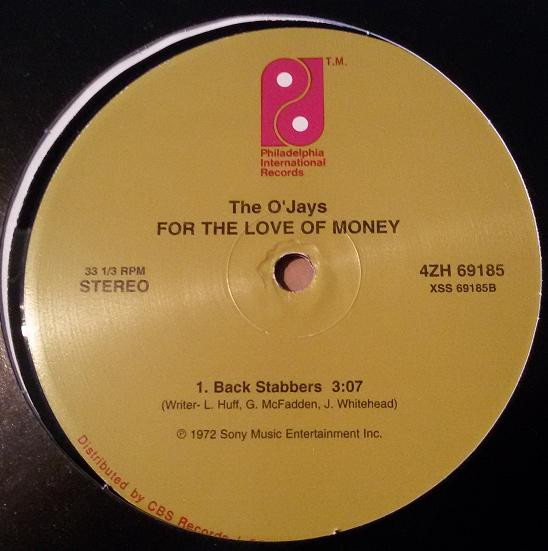 T.M.
Philadelphia
International
Records
The O'Jays
FOR THE LOVE OF MONEY
33 1/3 RPM
STEREO
4ZH 69185
XSS 69185B
1. Back Stabbers 3:07
(Writer- L. Huff, G. McFadden, J. Whitehead)
℗ 1972 Sony Music Entertainment Inc.
Distributed by CBS Records